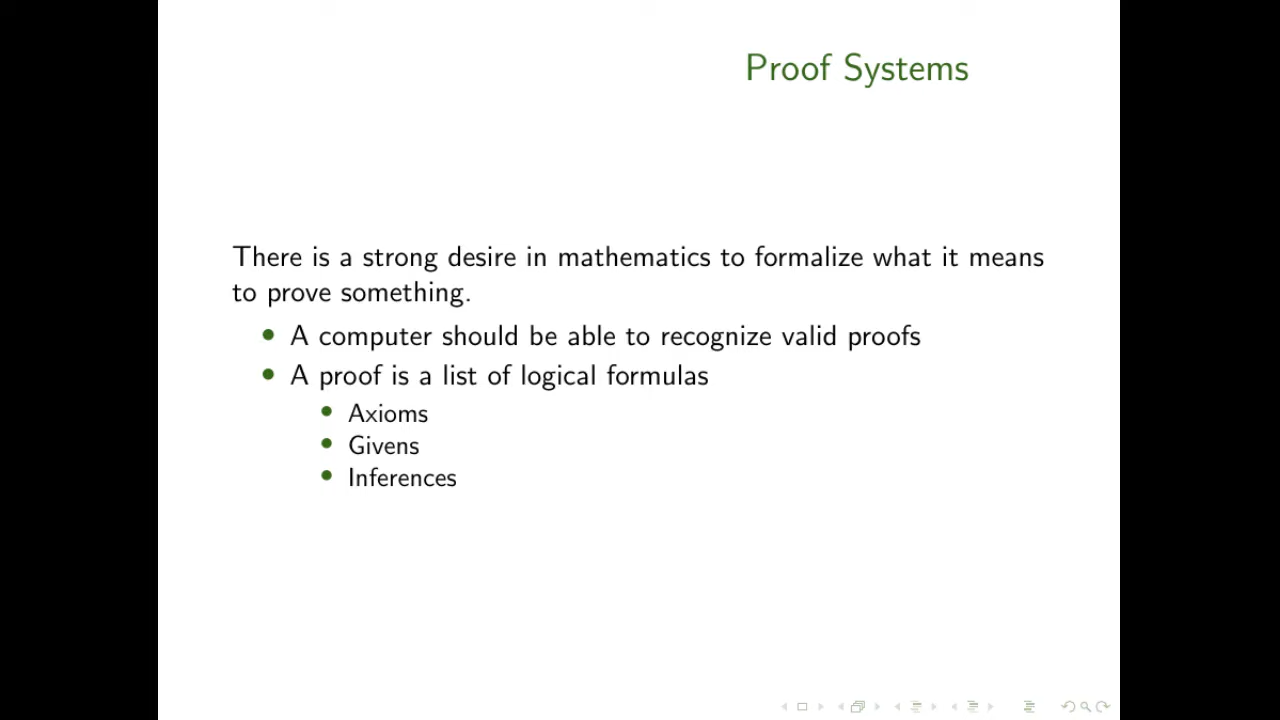 Proof Systems
There is a strong desire in mathematics to formalize what it means
to prove something.
A computer should be able to recognize valid proofs
A proof is a list of logical formulas
Axioms
Givens
Inferences